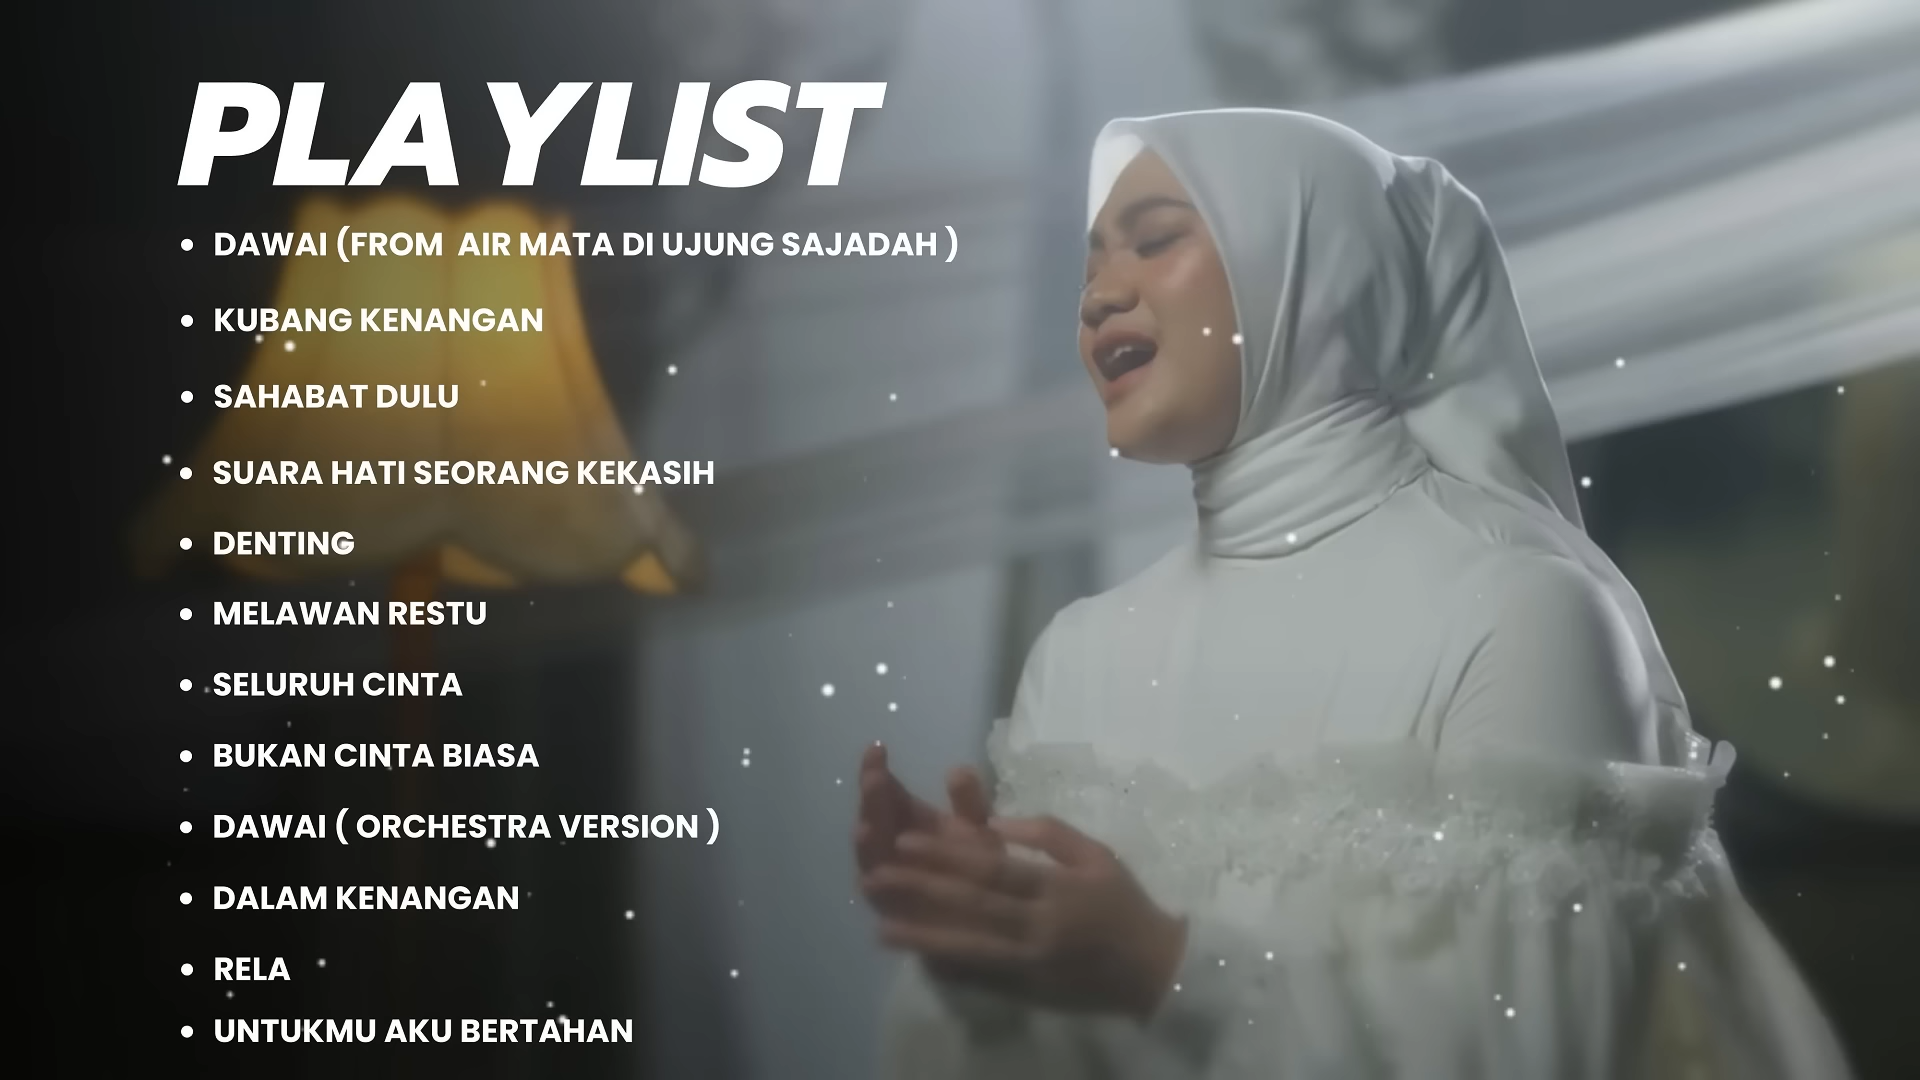 PLAYLIST
• DAWAI (FROM  AIR MATA DI UJUNG SAJADAH )
• KUBANG KENANGAN
• SAHABAT DULU
• SUARA HATI SEORANG KEKASIH
• DENTING
• MELAWAN RESTU
• SELURUH CINTA
• BUKAN CINTA BIASA
• DAWAI ( ORCHESTRA VERSION )
• DALAM KENANGAN
• RELA
• UNTUKMU AKU BERTAHAN